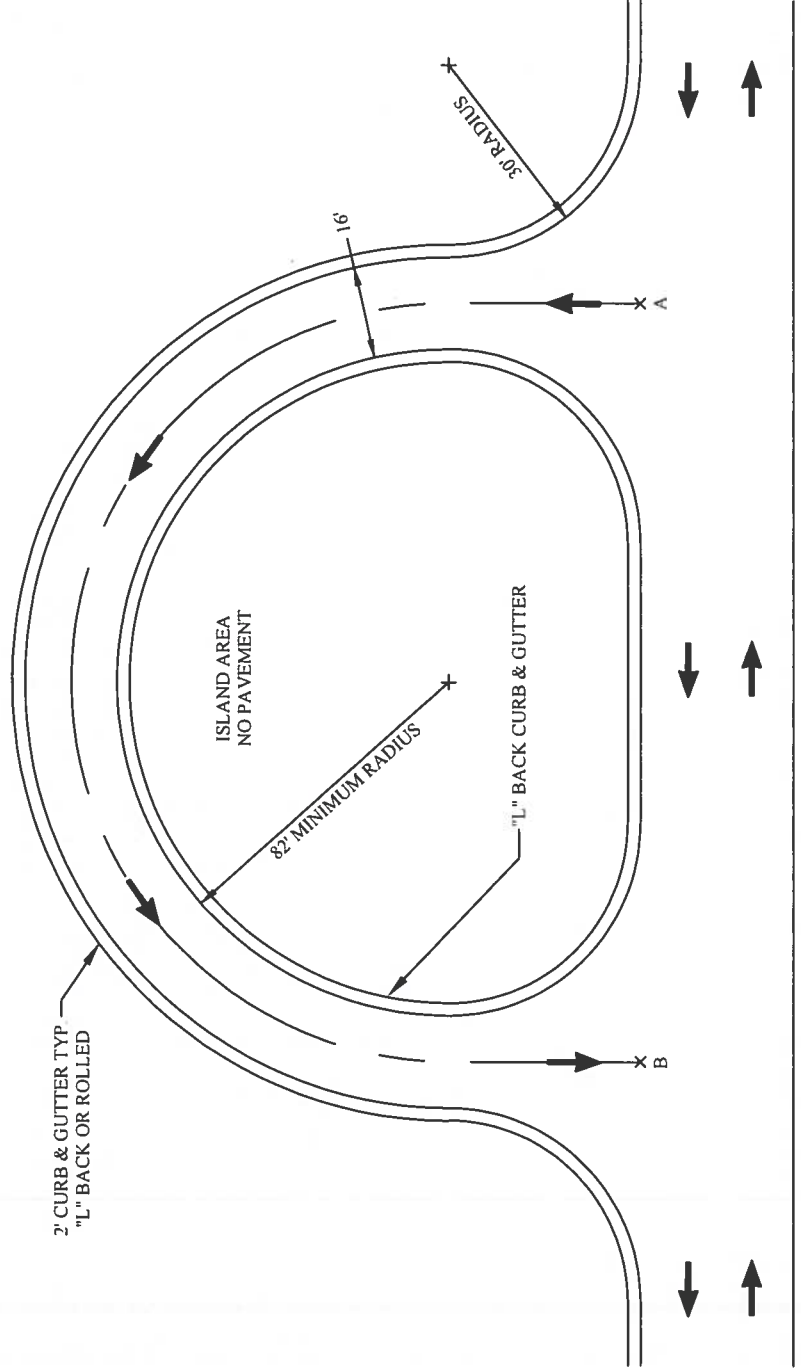 30' RADIUS
16'
A
ISLAND AREA
NO PAVEMENT
82' MINIMUM RADIUS
"L" BACK CURB & GUTTER
2' CURB & GUTTER TYP.
"L" BACK OR ROLLED
B